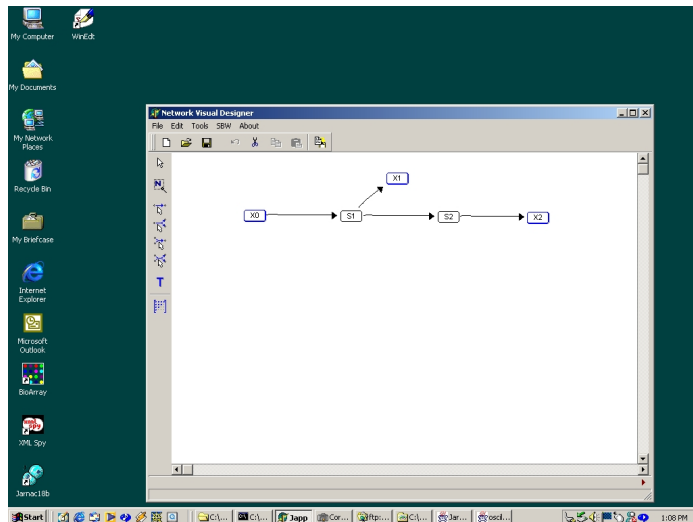 My Computer
WinEdt
My Documents
My Network
Places
Recycle Bin
My Briefcase
Internet
Explorer
Microsoft
Outlook
BioArray
XML Spy
Jarnac18b
Network Visual Designer
File Edit Tools SBW About
N
T
X1
X0
S1
S2
X2
Start
C:\...
C:\...
Japp
Cor...
ftp:...
C:\...
Jar...
oscil...
1:08 PM